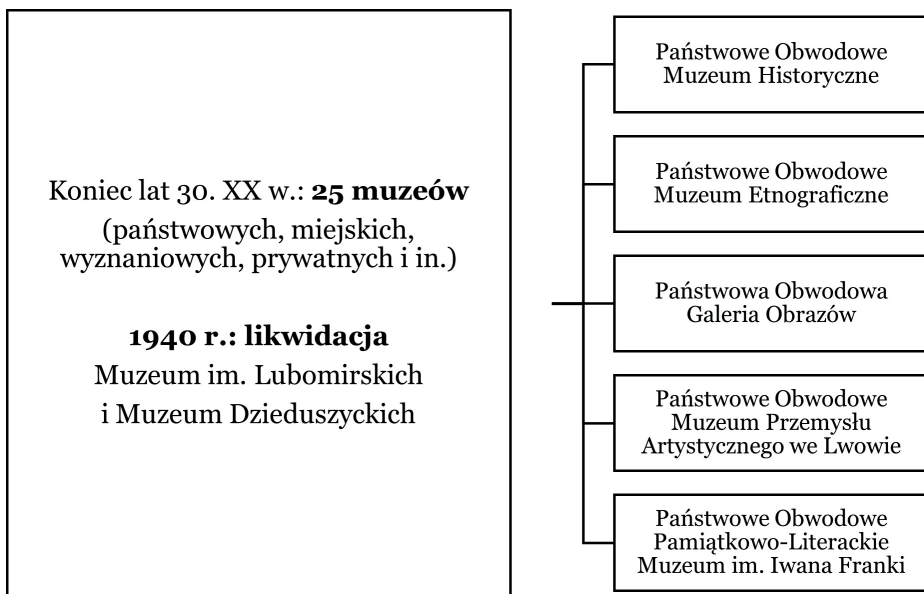 Koniec lat 30. XX w.: 25 muzeów
(państwowych, miejskich,
wyznaniowych, prywatnych i in.)
1940 r.: likwidacja
Muzeum im. Lubomirskich
i Muzeum Dzieduszyckich
Państwowe Obwodowe
Muzeum Historyczne
Państwowe Obwodowe
Muzeum Etnograficzne
Państwowa Obwodowa
Galeria Obrazów
Państwowe Obwodowe
Muzeum Przemysłu
Artystycznego we Lwowie
Państwowe Obwodowe
Pamiątkowo-Literackie
Muzeum im. Iwana Franki